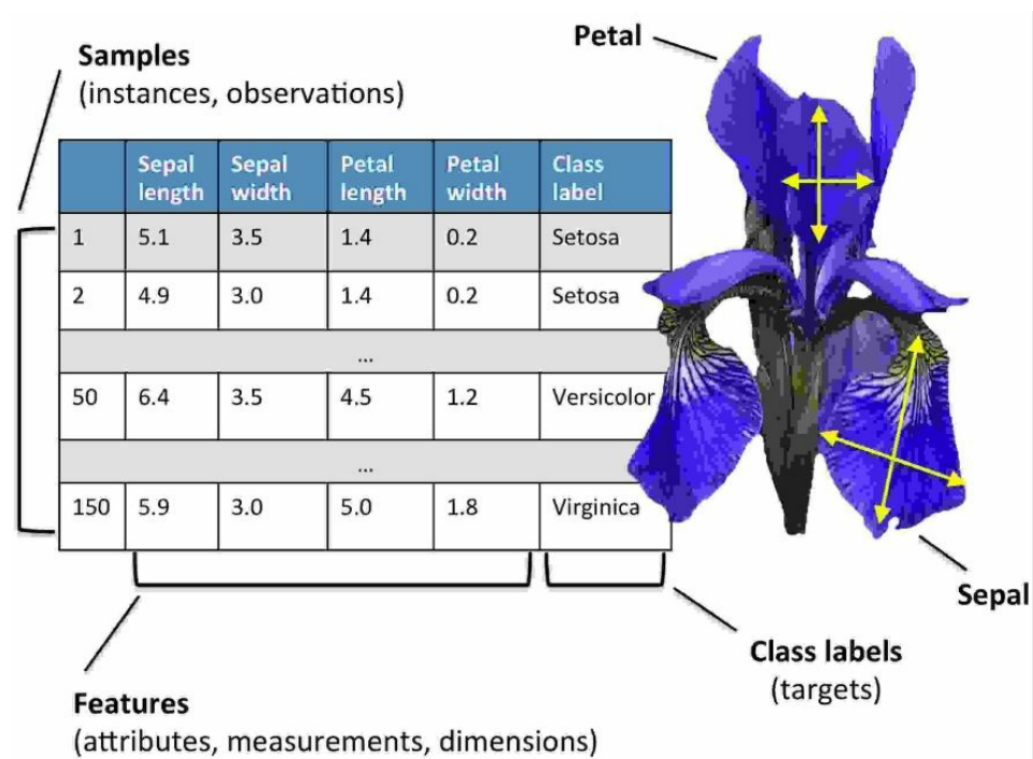 Samples
(instances, observations)
Petal
Sepal length Sepal width Petal length Petal width Class label
1 5.1 3.5 1.4 0.2 Setosa
2 4.9 3.0 1.4 0.2 Setosa
...
50 6.4 3.5 4.5 1.2 Versicolor
...
150 5.9 3.0 5.0 1.8 Virginica
Sepal
Class labels
(targets)
Features
(attributes, measurements, dimensions)